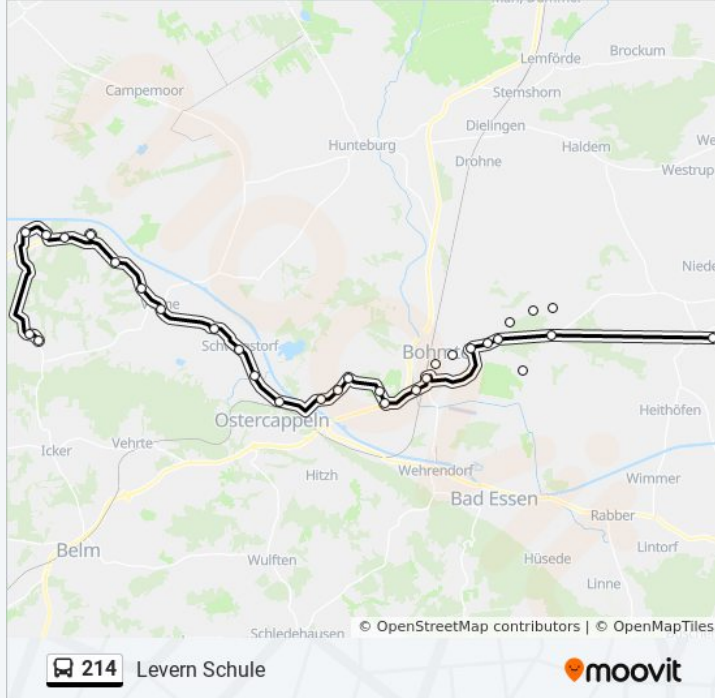 Lemförde
Brockum
Campemoor
Stemshorn
Dielingen
Hunteburg
Haldem
Drohne
Westrup
Niede
Bohmte
Ostercappeln
Heithöfen
Icker
Vehrte
Hitzh
Wehrendorf
Wimmer
Bad Essen
Rabber
Belm
Lintorf
Wulften
Hüsede
Linne
© OpenStreetMap contributors | © OpenMapTiles
Schledehausen
214 Levern Schule
moovit